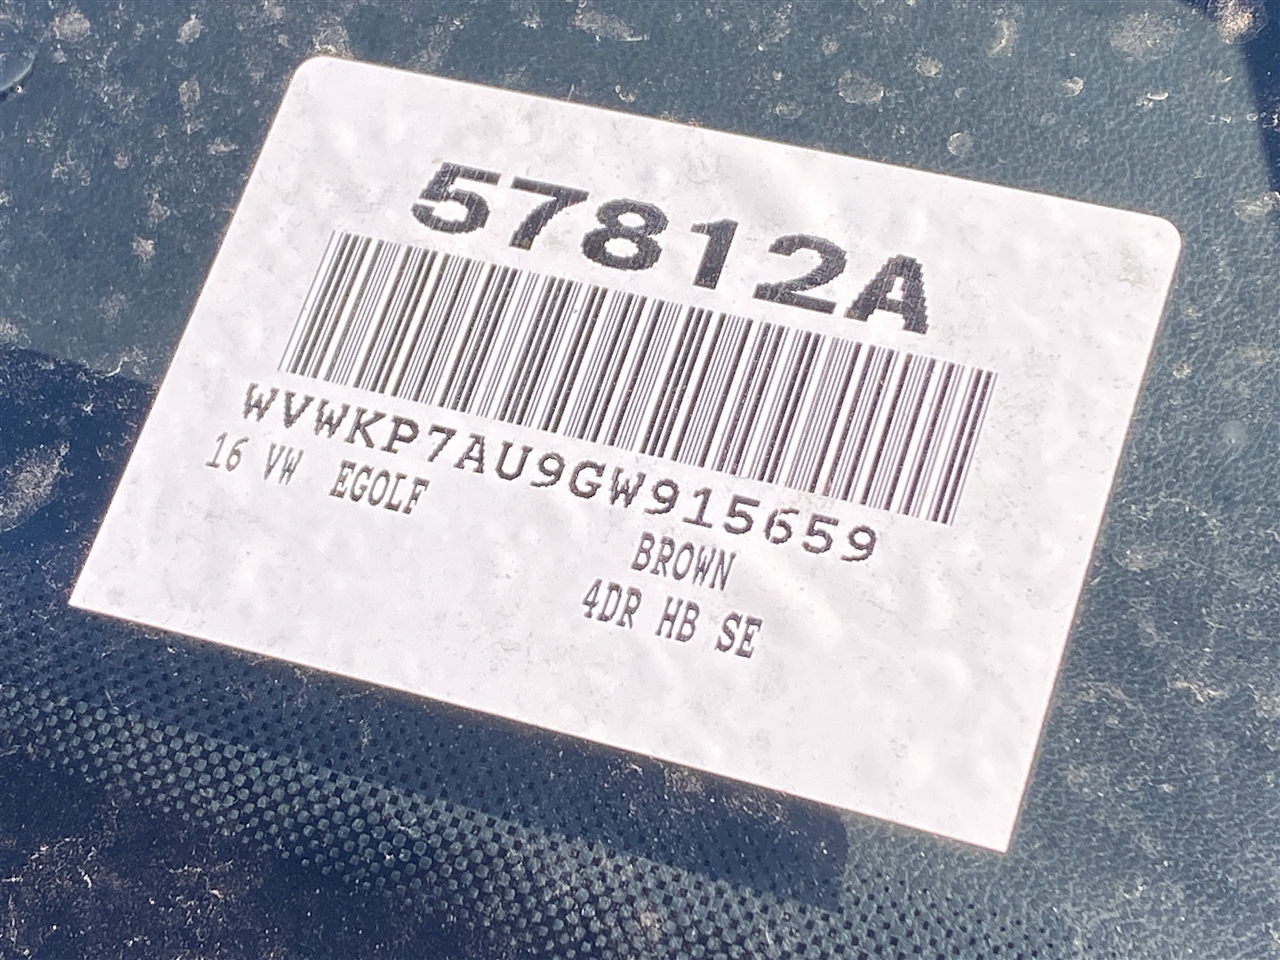 57812A
WVWKP7AU9GW915659
16 VW EGOLF
BROWN
4DR HB SE